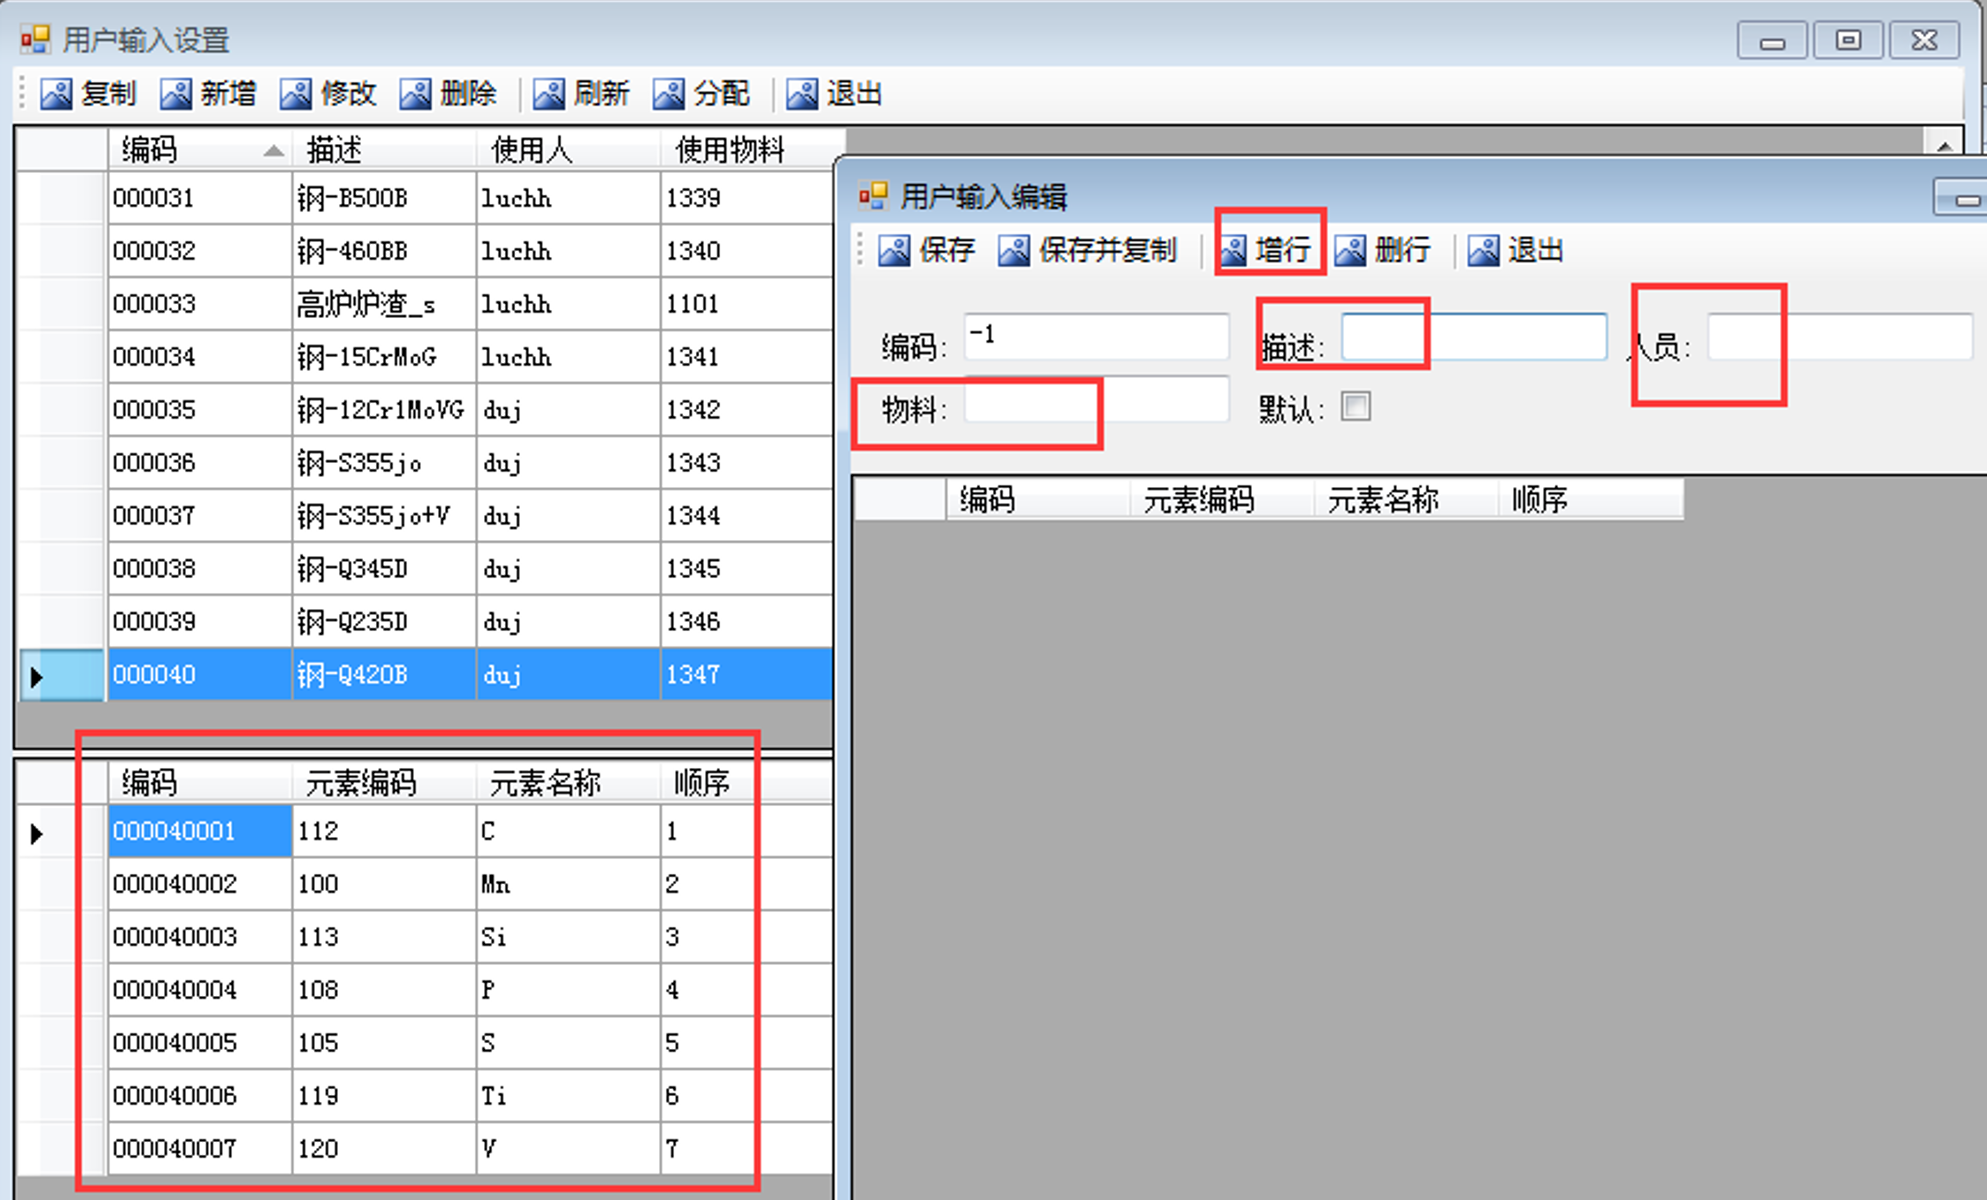 用户输入设置
复制 新增 修改 删除 刷新 分配 退出
编码 描述 使用人 使用物料
000031 钢-B500B luchh 1339
000032 钢-460BB luchh 1340
000033 高炉炉渣_s luchh 1101
000034 钢-15CrMoG luchh 1341
000035 钢-12Cr1MoVG duj 1342
000036 钢-S355jo duj 1343
000037 钢-S355jo+V duj 1344
000038 钢-Q345D duj 1345
000039 钢-Q235D duj 1346
000040 钢-Q420B duj 1347
编码 元素编码 元素名称 顺序
000040001 112 C 1
000040002 100 Mn 2
000040003 113 Si 3
000040004 108 P 4
000040005 105 S 5
000040006 119 Ti 6
000040007 120 V 7
用户输入编辑
保存 保存并复制 增行 删行 退出
编码: -1 描述: 人员:
物料: 默认:
编码 元素编码 元素名称 顺序